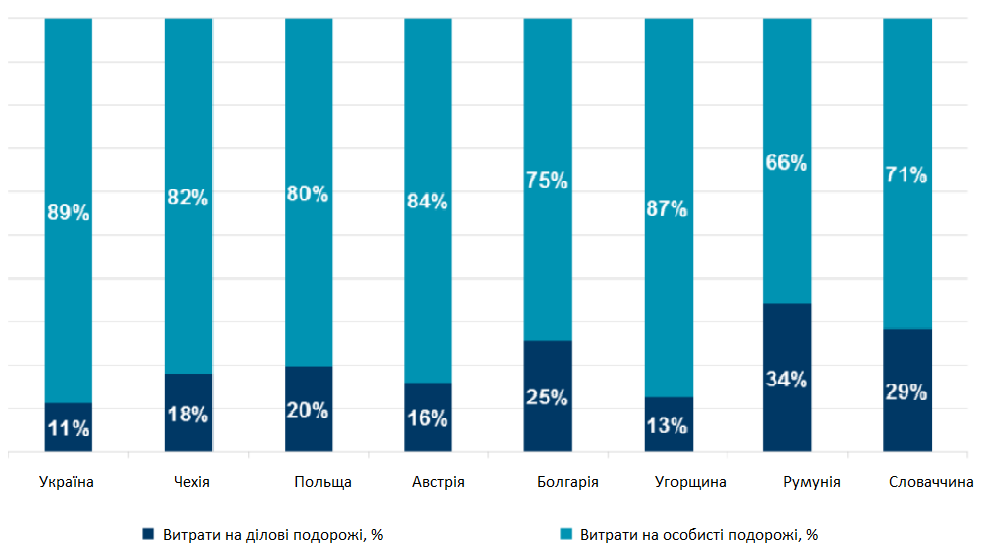 89% 82% 80% 84% 75% 87% 66% 71%
11% 18% 20% 16% 25% 13% 34% 29%
Україна Чехія Польща Австрія Болгарія Угорщина Румунія Словаччина
Витрати на ділові подорожі, % Витрати на особисті подорожі, %